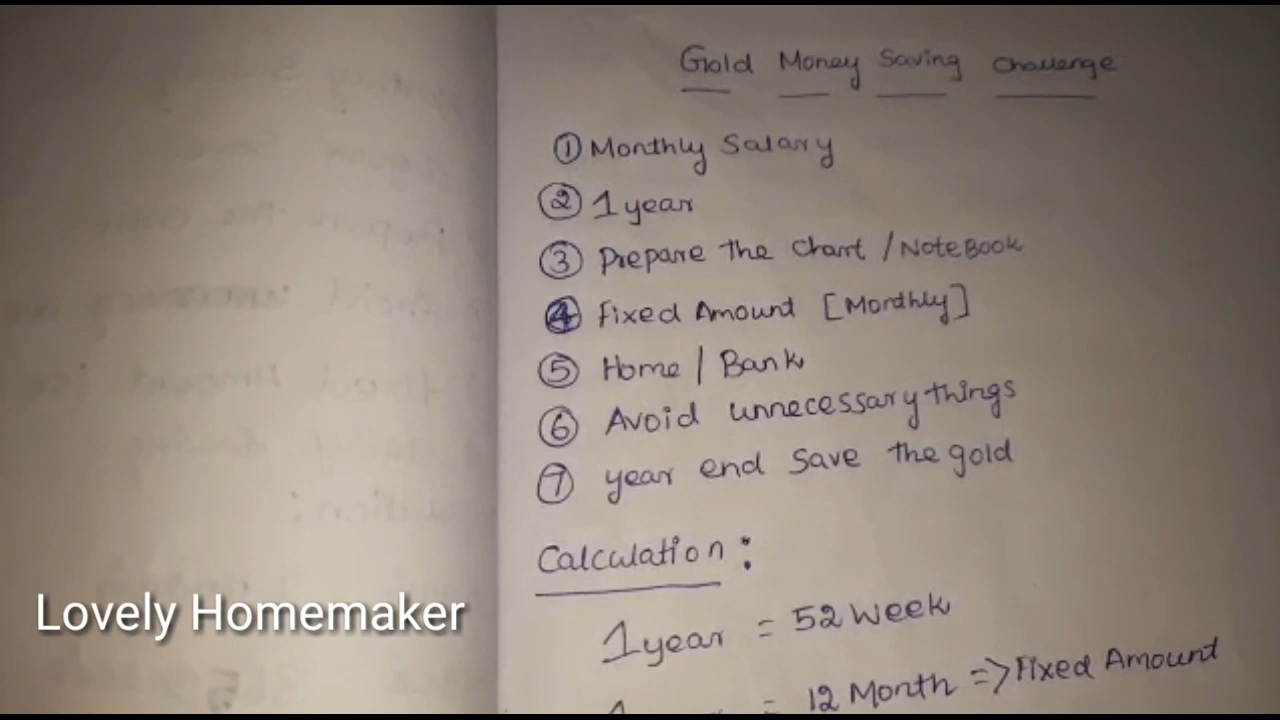 Gold Money Saving Challenge
① Monthly Salary
② 1 year
③ Prepare the Chart / NoteBook
④ Fixed Amount [Monthly]
⑤ Home / Bank
⑥ Avoid unnecessary things
⑦ year end save the gold
Calculation :
1 year = 52 week
= 12 Month => Fixed Amount
Lovely Homemaker